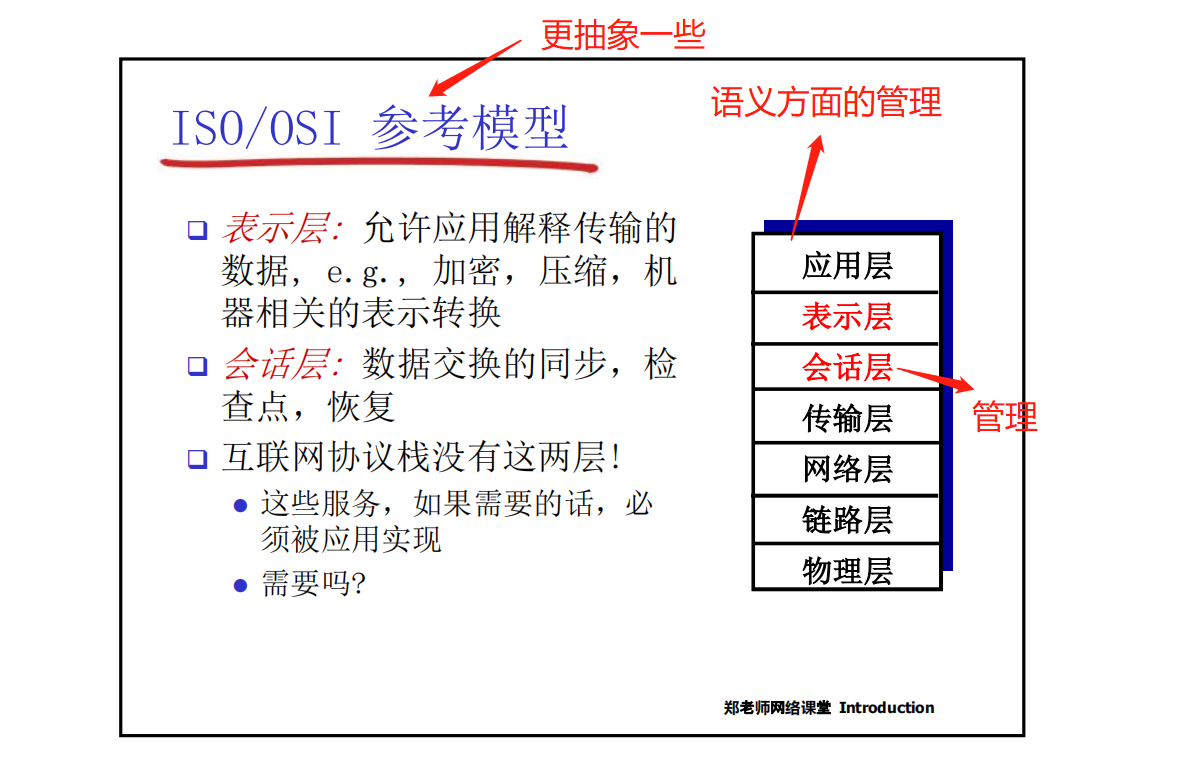 更抽象一些
语义方面的管理
ISO/OSI 参考模型
表示层: 允许应用解释传输的
数据, e.g., 加密，压缩，机
器相关的表示转换
会话层: 数据交换的同步，检
查点，恢复
互联网协议栈没有这两层!
这些服务，如果需要的话，必
须被应用实现
需要吗?
应用层
表示层
会话层
传输层
网络层
链路层
物理层
管理
郑老师网络课堂 Introduction